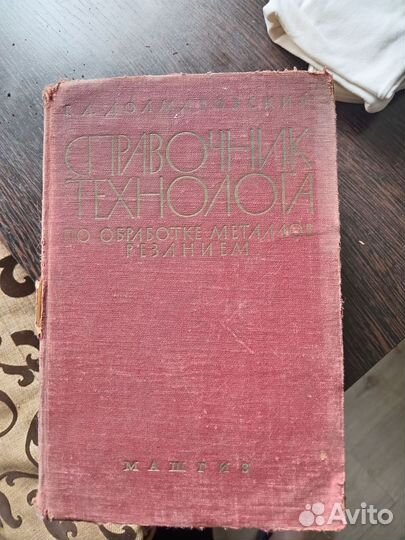 Г. А. ДОЛМАТОВСКИЙ
СПРАВОЧНИК
ТЕХНОЛОГА
ПО ОБРАБОТКЕ МЕТАЛЛОВ
РЕЗАНИЕМ
МАШГИЗ
Avito